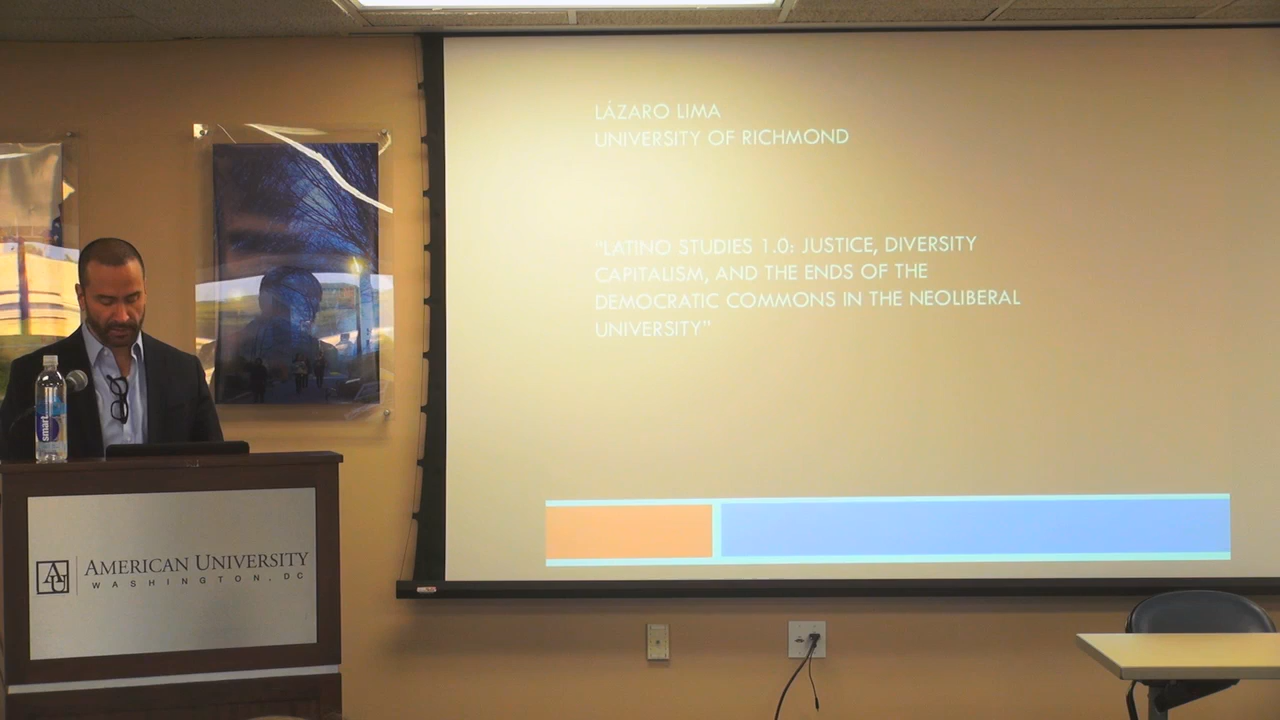 LÁZARO LIMA
UNIVERSITY OF RICHMOND
"LATINO STUDIES 1.0: JUSTICE, DIVERSITY
CAPITALISM, AND THE ENDS OF THE
DEMOCRATIC COMMONS IN THE NEOLIBERAL
UNIVERSITY"
smart
AU
AMERICAN UNIVERSITY
WASHINGTON, DC